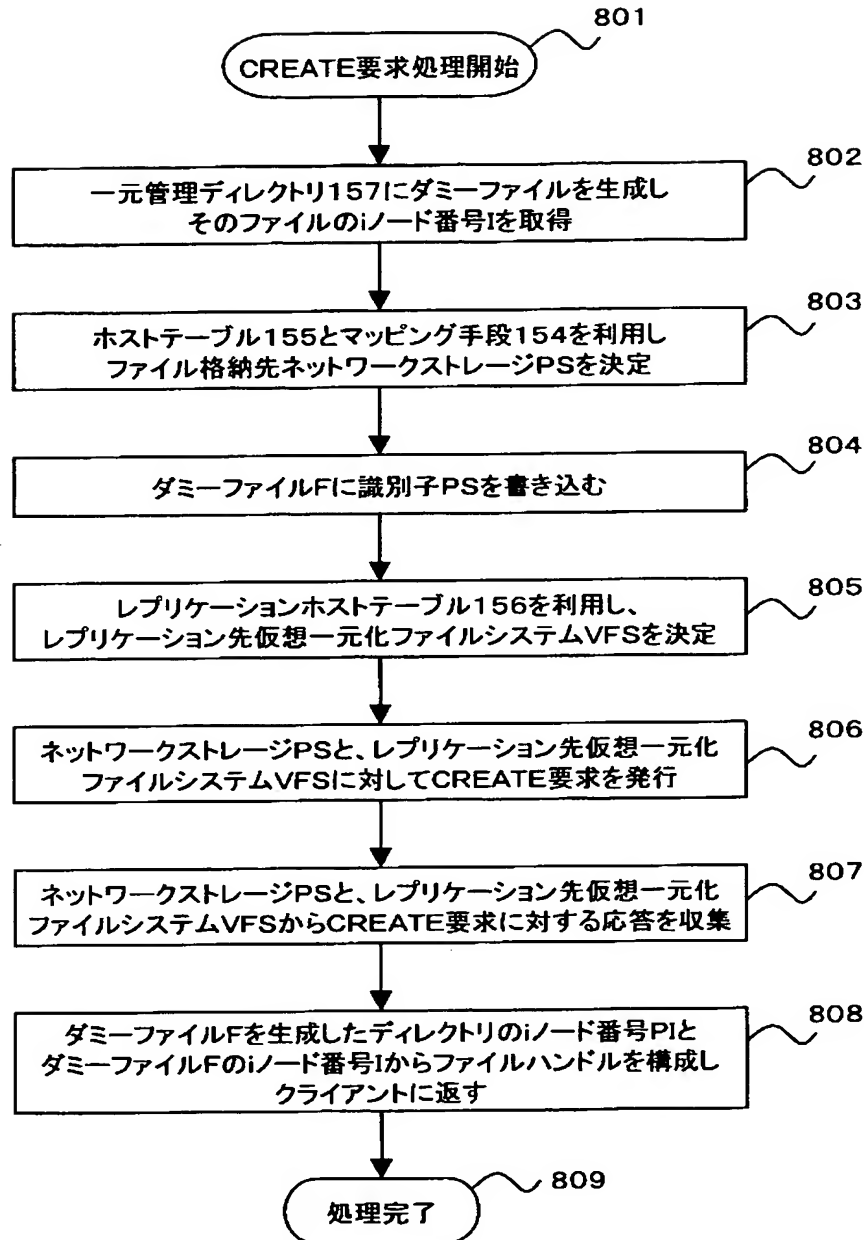 801
CREATE要求処理開始
802
一元管理ディレクトリ157にダミーファイルを生成し
そのファイルのiノード番号Iを取得
803
ホストテーブル155とマッピング手段154を利用し
ファイル格納先ネットワークストレージPSを決定
804
ダミーファイルFに識別子PSを書き込む
805
レプリケーションホストテーブル156を利用し、
レプリケーション先仮想一元化ファイルシステムVFSを決定
806
ネットワークストレージPSと、レプリケーション先仮想一元化
ファイルシステムVFSに対してCREATE要求を発行
807
ネットワークストレージPSと、レプリケーション先仮想一元化
ファイルシステムVFSからCREATE要求に対する応答を収集
808
ダミーファイルFを生成したディレクトリのiノード番号PIと
ダミーファイルFのiノード番号Iからファイルハンドルを構成し
クライアントに返す
809
処理完了